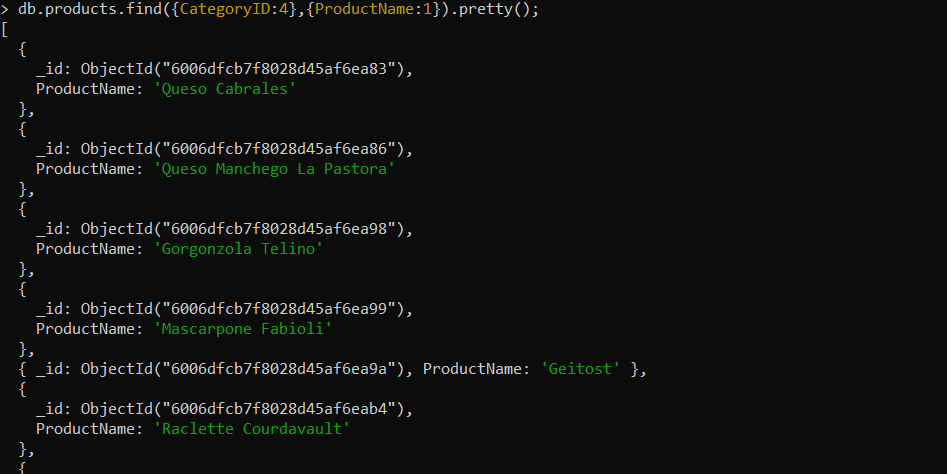 > db.products.find({CategoryID:4},{ProductName:1}).pretty();
[
  {
    _id: ObjectId("6006dfcb7f8028d45af6ea83"),
    ProductName: 'Queso Cabrales'
  },
  {
    _id: ObjectId("6006dfcb7f8028d45af6ea86"),
    ProductName: 'Queso Manchego La Pastora'
  },
  {
    _id: ObjectId("6006dfcb7f8028d45af6ea98"),
    ProductName: 'Gorgonzola Telino'
  },
  {
    _id: ObjectId("6006dfcb7f8028d45af6ea99"),
    ProductName: 'Mascarpone Fabioli'
  },
  { _id: ObjectId("6006dfcb7f8028d45af6ea9a"), ProductName: 'Geitost' },
  {
    _id: ObjectId("6006dfcb7f8028d45af6eab4"),
    ProductName: 'Raclette Courdavault'
  },
  {